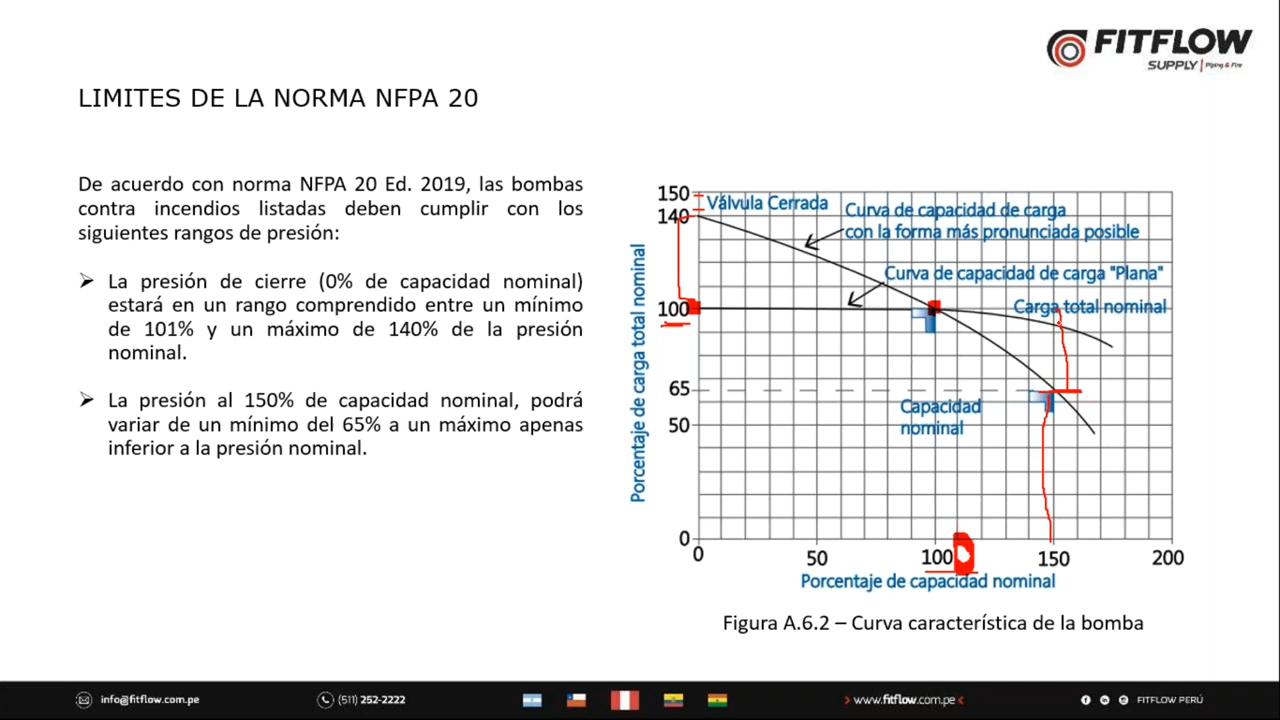 FITFLOW
SUPPLY | Piping & Fire
LIMITES DE LA NORMA NFPA 20
De acuerdo con norma NFPA 20 Ed. 2019, las bombas
contra incendios listadas deben cumplir con los
siguientes rangos de presión:
➢ La presión de cierre (0% de capacidad nominal)
estará en un rango comprendido entre un mínimo
de 101% y un máximo de 140% de la presión
nominal.
➢ La presión al 150% de capacidad nominal, podrá
variar de un mínimo del 65% a un máximo apenas
inferior a la presión nominal.
Porcentaje de carga total nominal
150
140
100
65
50
0
Válvula Cerrada
Curva de capacidad de carga
con la forma más pronunciada posible
Curva de capacidad de carga "Plana"
Carga total nominal
Capacidad
nominal
0 50 100 150 200
Porcentaje de capacidad nominal
Figura A.6.2 – Curva característica de la bomba
info@fitflow.com.pe (511) 252-2222 www.fitflow.com.pe FITFLOW PERÚ